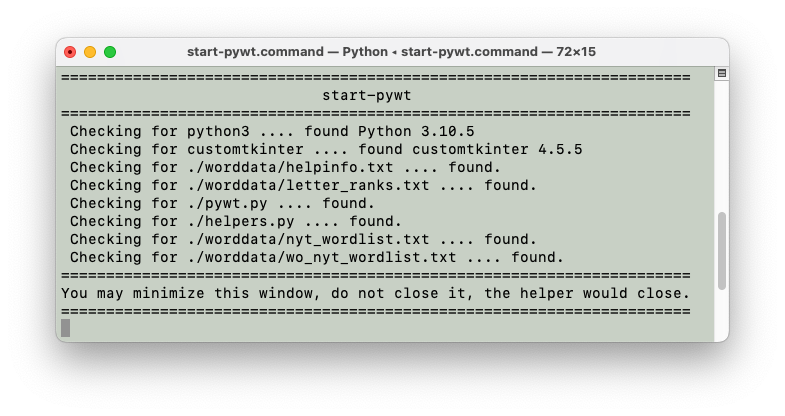 start-pywt.command — Python ◂ start-pywt.command — 72×15
======================================================================
start-pywt
======================================================================
Checking for python3 .... found Python 3.10.5
Checking for customtkinter .... found customtkinter 4.5.5
Checking for ./worddata/helpinfo.txt .... found.
Checking for ./worddata/letter_ranks.txt .... found.
Checking for ./pywt.py .... found.
Checking for ./helpers.py .... found.
Checking for ./worddata/nyt_wordlist.txt .... found.
Checking for ./worddata/wo_nyt_wordlist.txt .... found.
======================================================================
You may minimize this window, do not close it, the helper would close.
======================================================================